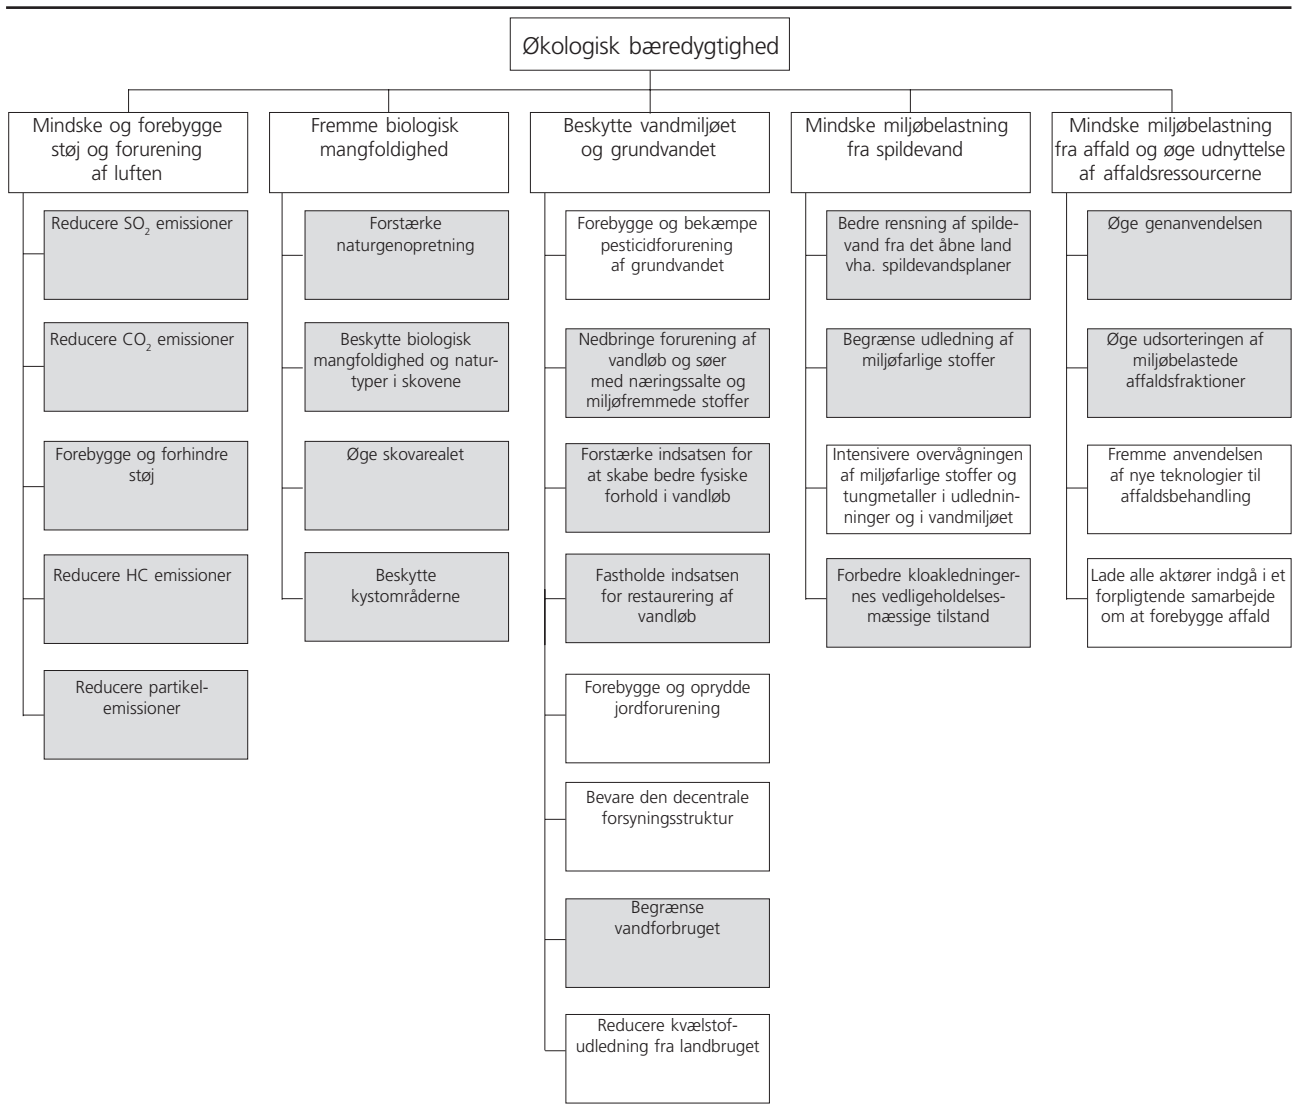 Økologisk bæredygtighed
Mindske og forebygge
støj og forurening
af luften
Reducere SO₂ emissioner
Reducere CO₂ emissioner
Forebygge og forhindre
støj
Reducere HC emissioner
Reducere partikel-
emissioner
Fremme biologisk
mangfoldighed
Forstærke
naturgenopretning
Beskytte biologisk
mangfoldighed og natur-
typer i skovene
Øge skovarealet
Beskytte
kystområderne
Beskytte vandmiljøet
og grundvandet
Forebygge og bekæmpe
pesticidforurening
af grundvandet
Nedbringe forurening af
vandløb og søer
med næringssalte og
miljøfremmede stoffer
Forstærke indsatsen for
at skabe bedre fysiske
forhold i vandløb
Fastholde indsatsen
for restaurering af
vandløb
Forebygge og oprydde
jordforurening
Bevare den decentrale
forsyningsstruktur
Begrænse
vandforbruget
Reducere kvælstof-
udledning fra landbruget
Mindske miljøbelastning
fra spildevand
Bedre rensning af spilde-
vand fra det åbne land
vha. spildevandsplaner
Begrænse udledning af
miljøfarlige stoffer
Intensivere overvågningen
af miljøfarlige stoffer og
tungmetaller i udlednin-
ninger og i vandmiljøet
Forbedre kloakledninger-
nes vedligeholdelses-
mæssige tilstand
Mindske miljøbelastning
fra affald og øge udnyttelse
af affaldsressourcerne
Øge genanvendelsen
Øge udsorteringen af
miljøbelastede
affaldsfraktioner
Fremme anvendelsen
af nye teknologier til
affaldsbehandling
Lade alle aktører indgå i et
forpligtende samarbejde
om at forebygge affald